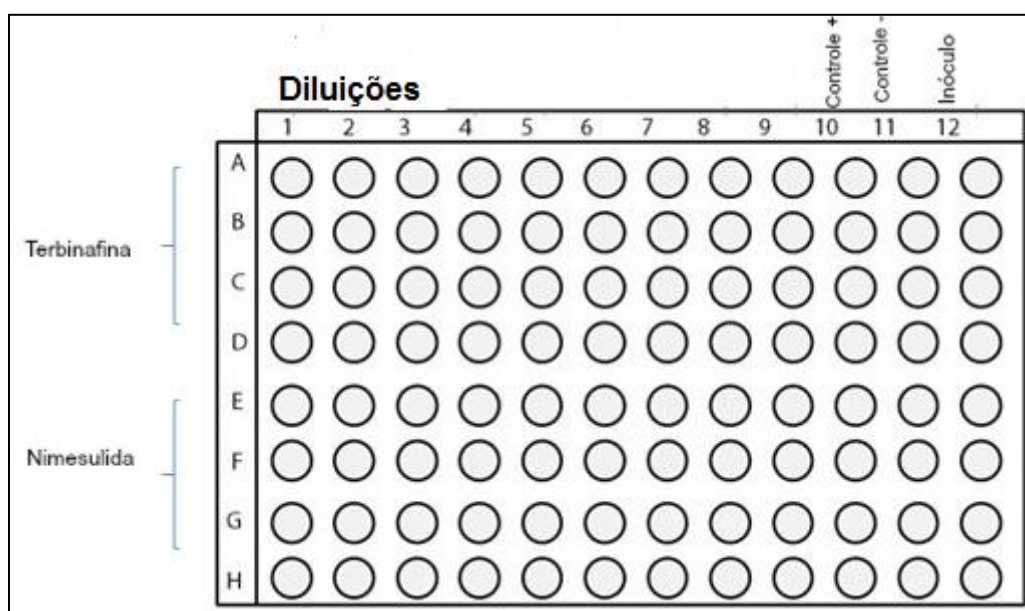 Controle +
Controle -
Inóculo
Diluições
1 2 3 4 5 6 7 8 9 10 11 12
A
B
Terbinafina
C
D
E
Nimesulida
F
G
H